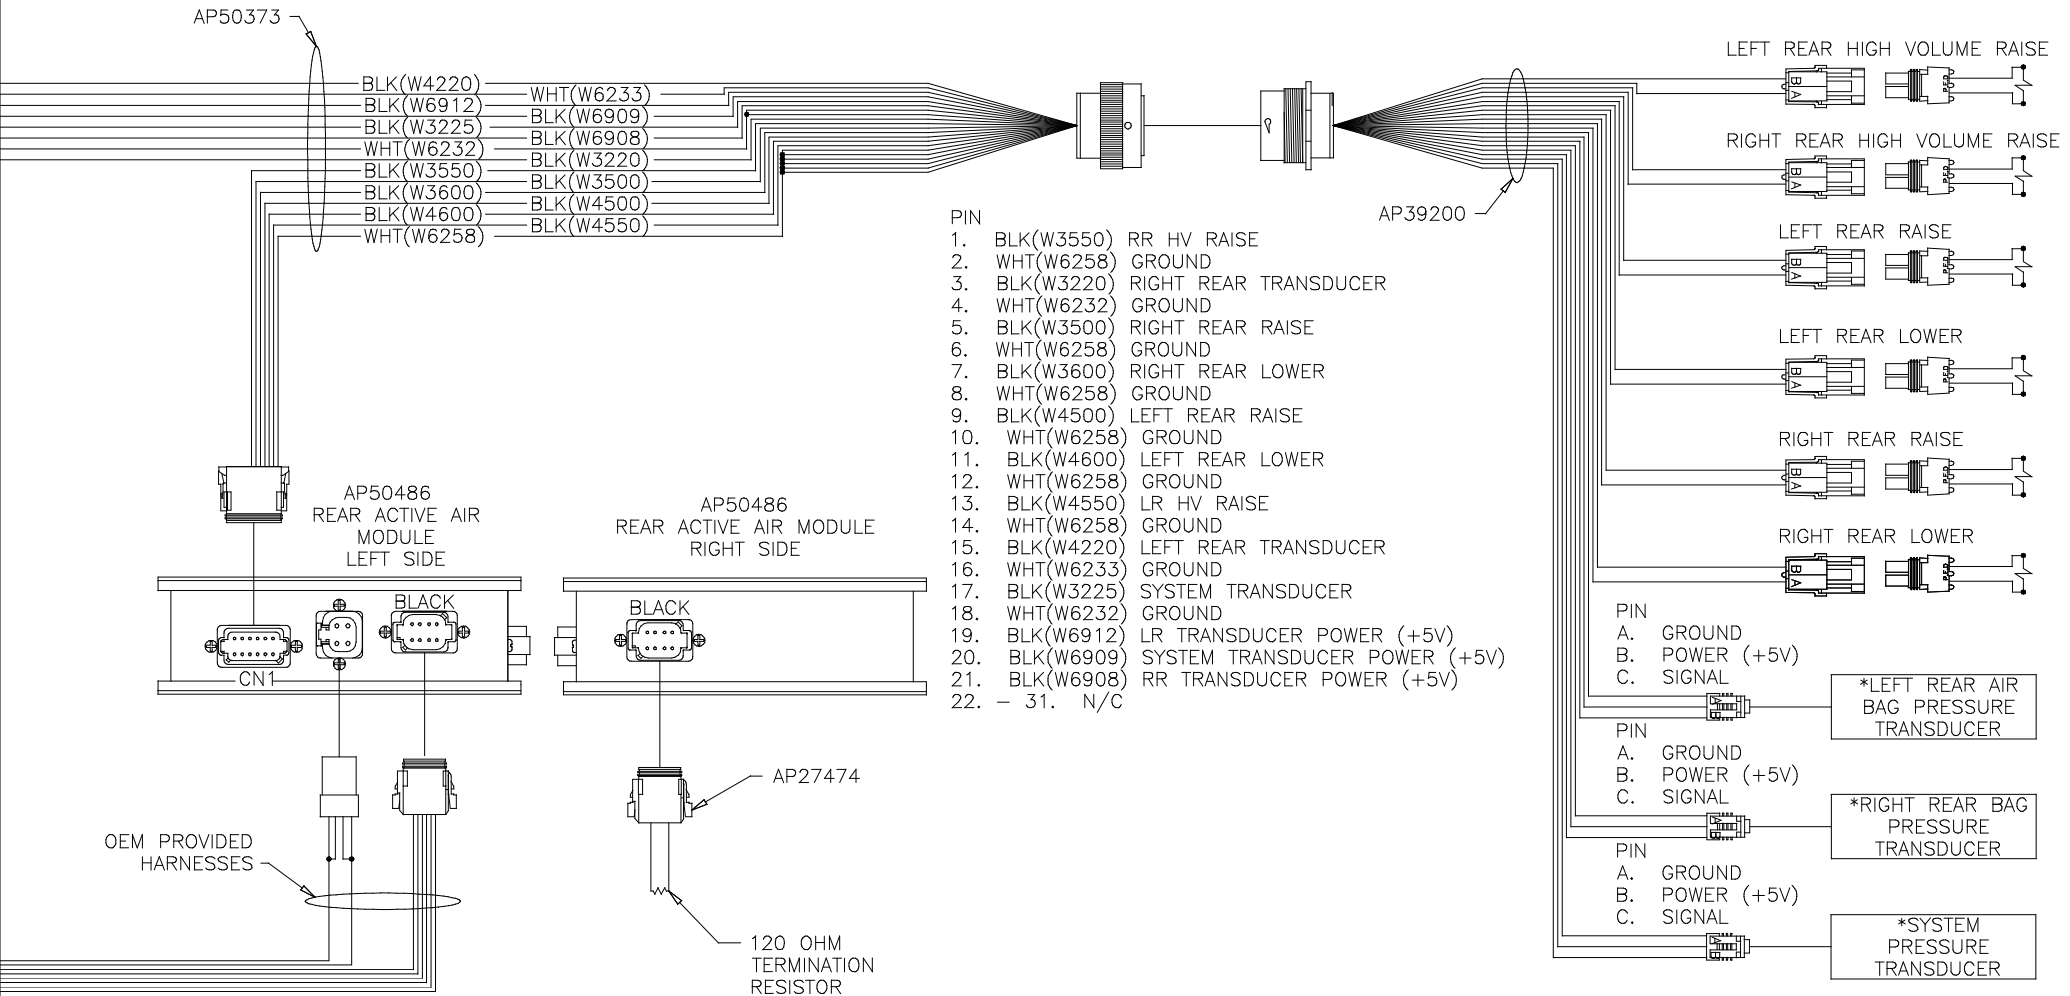 AP50373
BLK(W4220)
WHT(W6233)
BLK(W6912)
BLK(W6909)
BLK(W3225)
BLK(W6908)
WHT(W6232)
BLK(W3220)
BLK(W3550)
BLK(W3500)
BLK(W3600)
BLK(W4500)
BLK(W4600)
BLK(W4550)
WHT(W6258)
AP39200
LEFT REAR HIGH VOLUME RAISE
B
A
RIGHT REAR HIGH VOLUME RAISE
B
A
LEFT REAR RAISE
B
A
LEFT REAR LOWER
B
A
RIGHT REAR RAISE
B
A
RIGHT REAR LOWER
B
A
PIN
1. BLK(W3550) RR HV RAISE
2. WHT(W6258) GROUND
3. BLK(W3220) RIGHT REAR TRANSDUCER
4. WHT(W6232) GROUND
5. BLK(W3500) RIGHT REAR RAISE
6. WHT(W6258) GROUND
7. BLK(W3600) RIGHT REAR LOWER
8. WHT(W6258) GROUND
9. BLK(W4500) LEFT REAR RAISE
10. WHT(W6258) GROUND
11. BLK(W4600) LEFT REAR LOWER
12. WHT(W6258) GROUND
13. BLK(W4550) LR HV RAISE
14. WHT(W6258) GROUND
15. BLK(W4220) LEFT REAR TRANSDUCER
16. WHT(W6233) GROUND
17. BLK(W3225) SYSTEM TRANSDUCER
18. WHT(W6232) GROUND
19. BLK(W6912) LR TRANSDUCER POWER (+5V)
20. BLK(W6909) SYSTEM TRANSDUCER POWER (+5V)
21. BLK(W6908) RR TRANSDUCER POWER (+5V)
22. – 31. N/C
AP50486
REAR ACTIVE AIR
MODULE
LEFT SIDE
BLACK
CN1
AP50486
REAR ACTIVE AIR MODULE
RIGHT SIDE
BLACK
AP27474
OEM PROVIDED
HARNESSES
120 OHM
TERMINATION
RESISTOR
PIN
A. GROUND
B. POWER (+5V)
C. SIGNAL
*LEFT REAR AIR
BAG PRESSURE
TRANSDUCER
PIN
A. GROUND
B. POWER (+5V)
C. SIGNAL
*RIGHT REAR BAG
PRESSURE
TRANSDUCER
PIN
A. GROUND
B. POWER (+5V)
C. SIGNAL
*SYSTEM
PRESSURE
TRANSDUCER